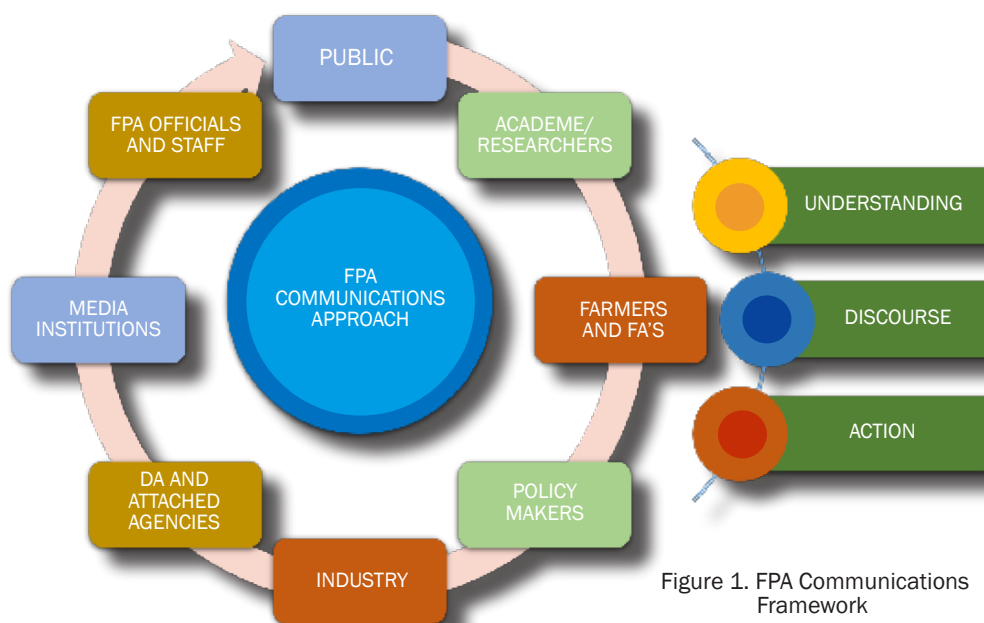 PUBLIC
ACADEME/
RESEARCHERS
FARMERS
AND FA'S
POLICY
MAKERS
INDUSTRY
DA AND
ATTACHED
AGENCIES
MEDIA
INSTITUTIONS
FPA OFFICIALS
AND STAFF
FPA
COMMUNICATIONS
APPROACH
UNDERSTANDING
DISCOURSE
ACTION
Figure 1. FPA Communications
Framework